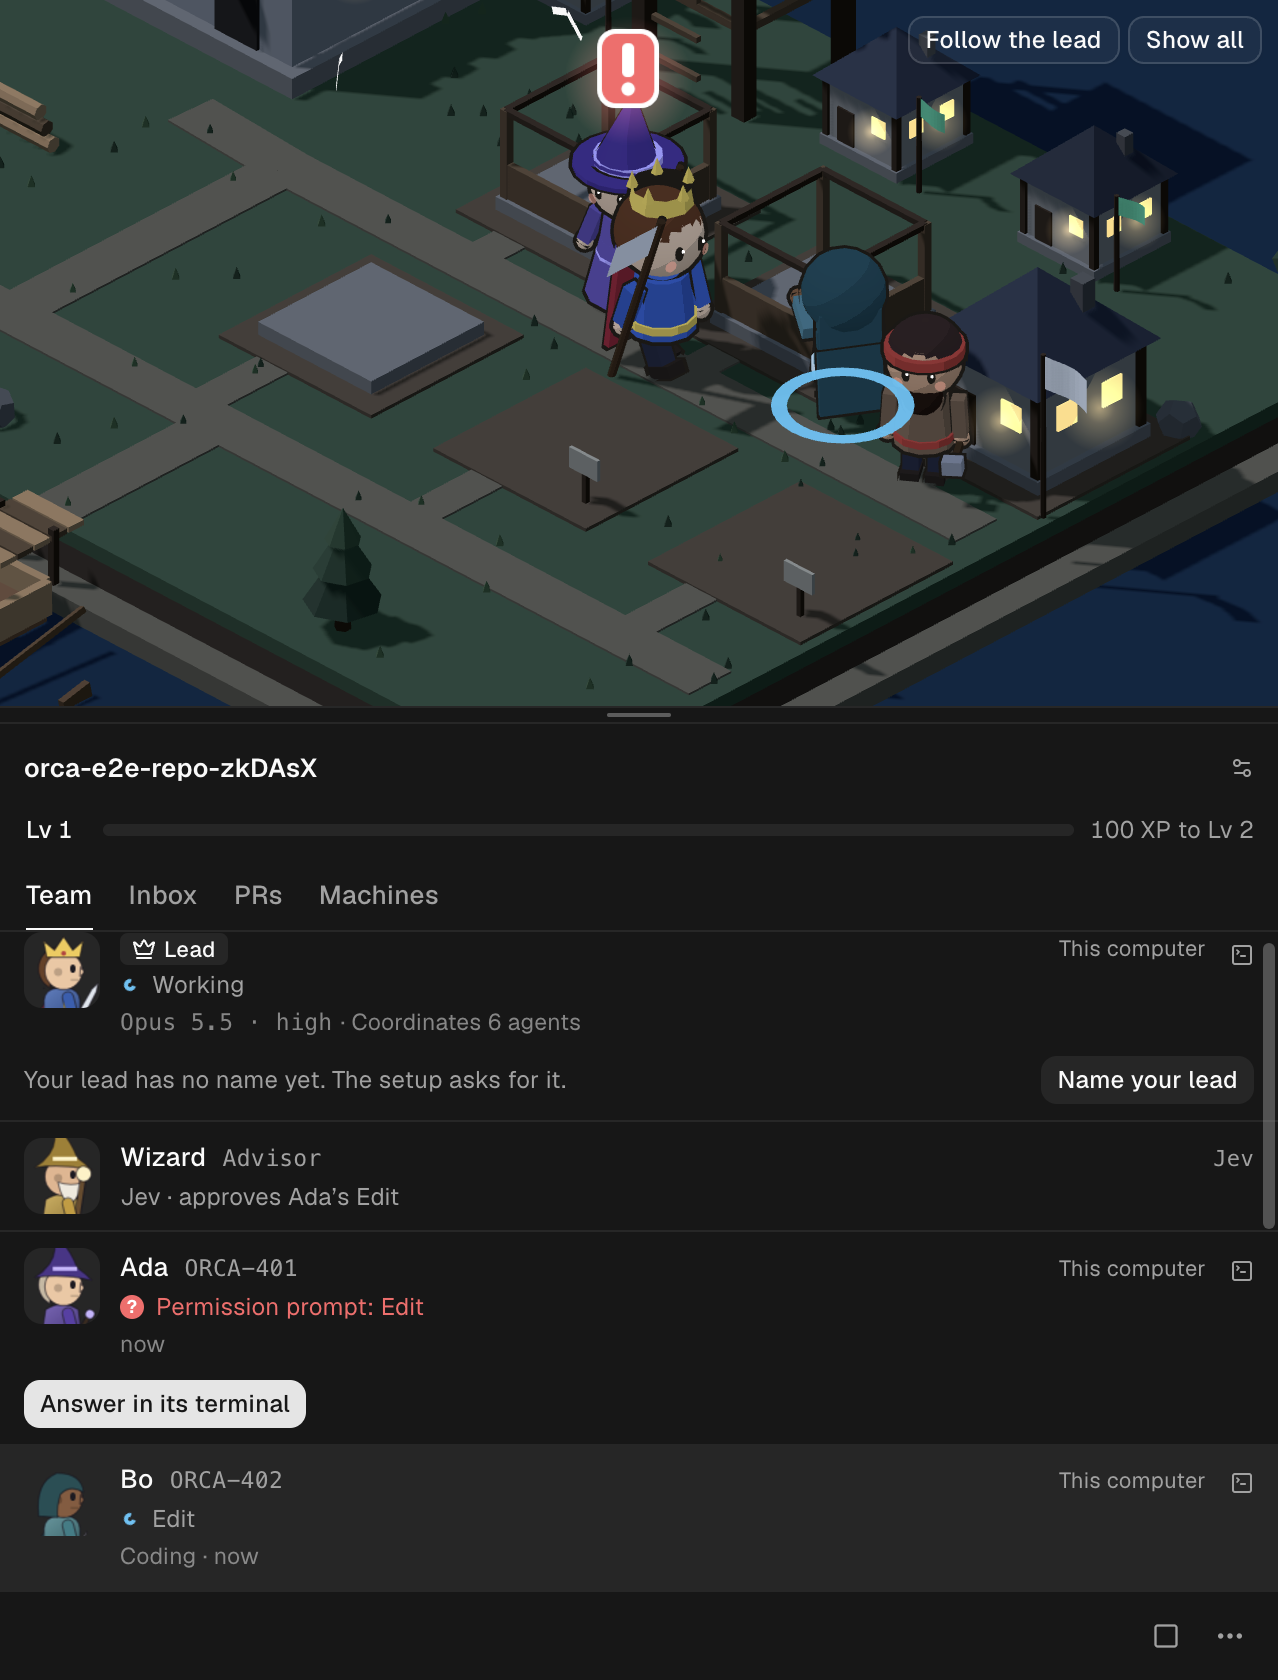 Follow the lead
Show all
orca-e2e-repo-zkDAsX
Lv 1
100 XP to Lv 2
Team
Inbox
PRs
Machines
Lead
This computer
Working
Opus 5.5 · high · Coordinates 6 agents
Your lead has no name yet. The setup asks for it.
Name your lead
Wizard Advisor
Jev
Jev · approves Ada’s Edit
Ada ORCA-401
This computer
Permission prompt: Edit
now
Answer in its terminal
Bo ORCA-402
This computer
Edit
Coding · now